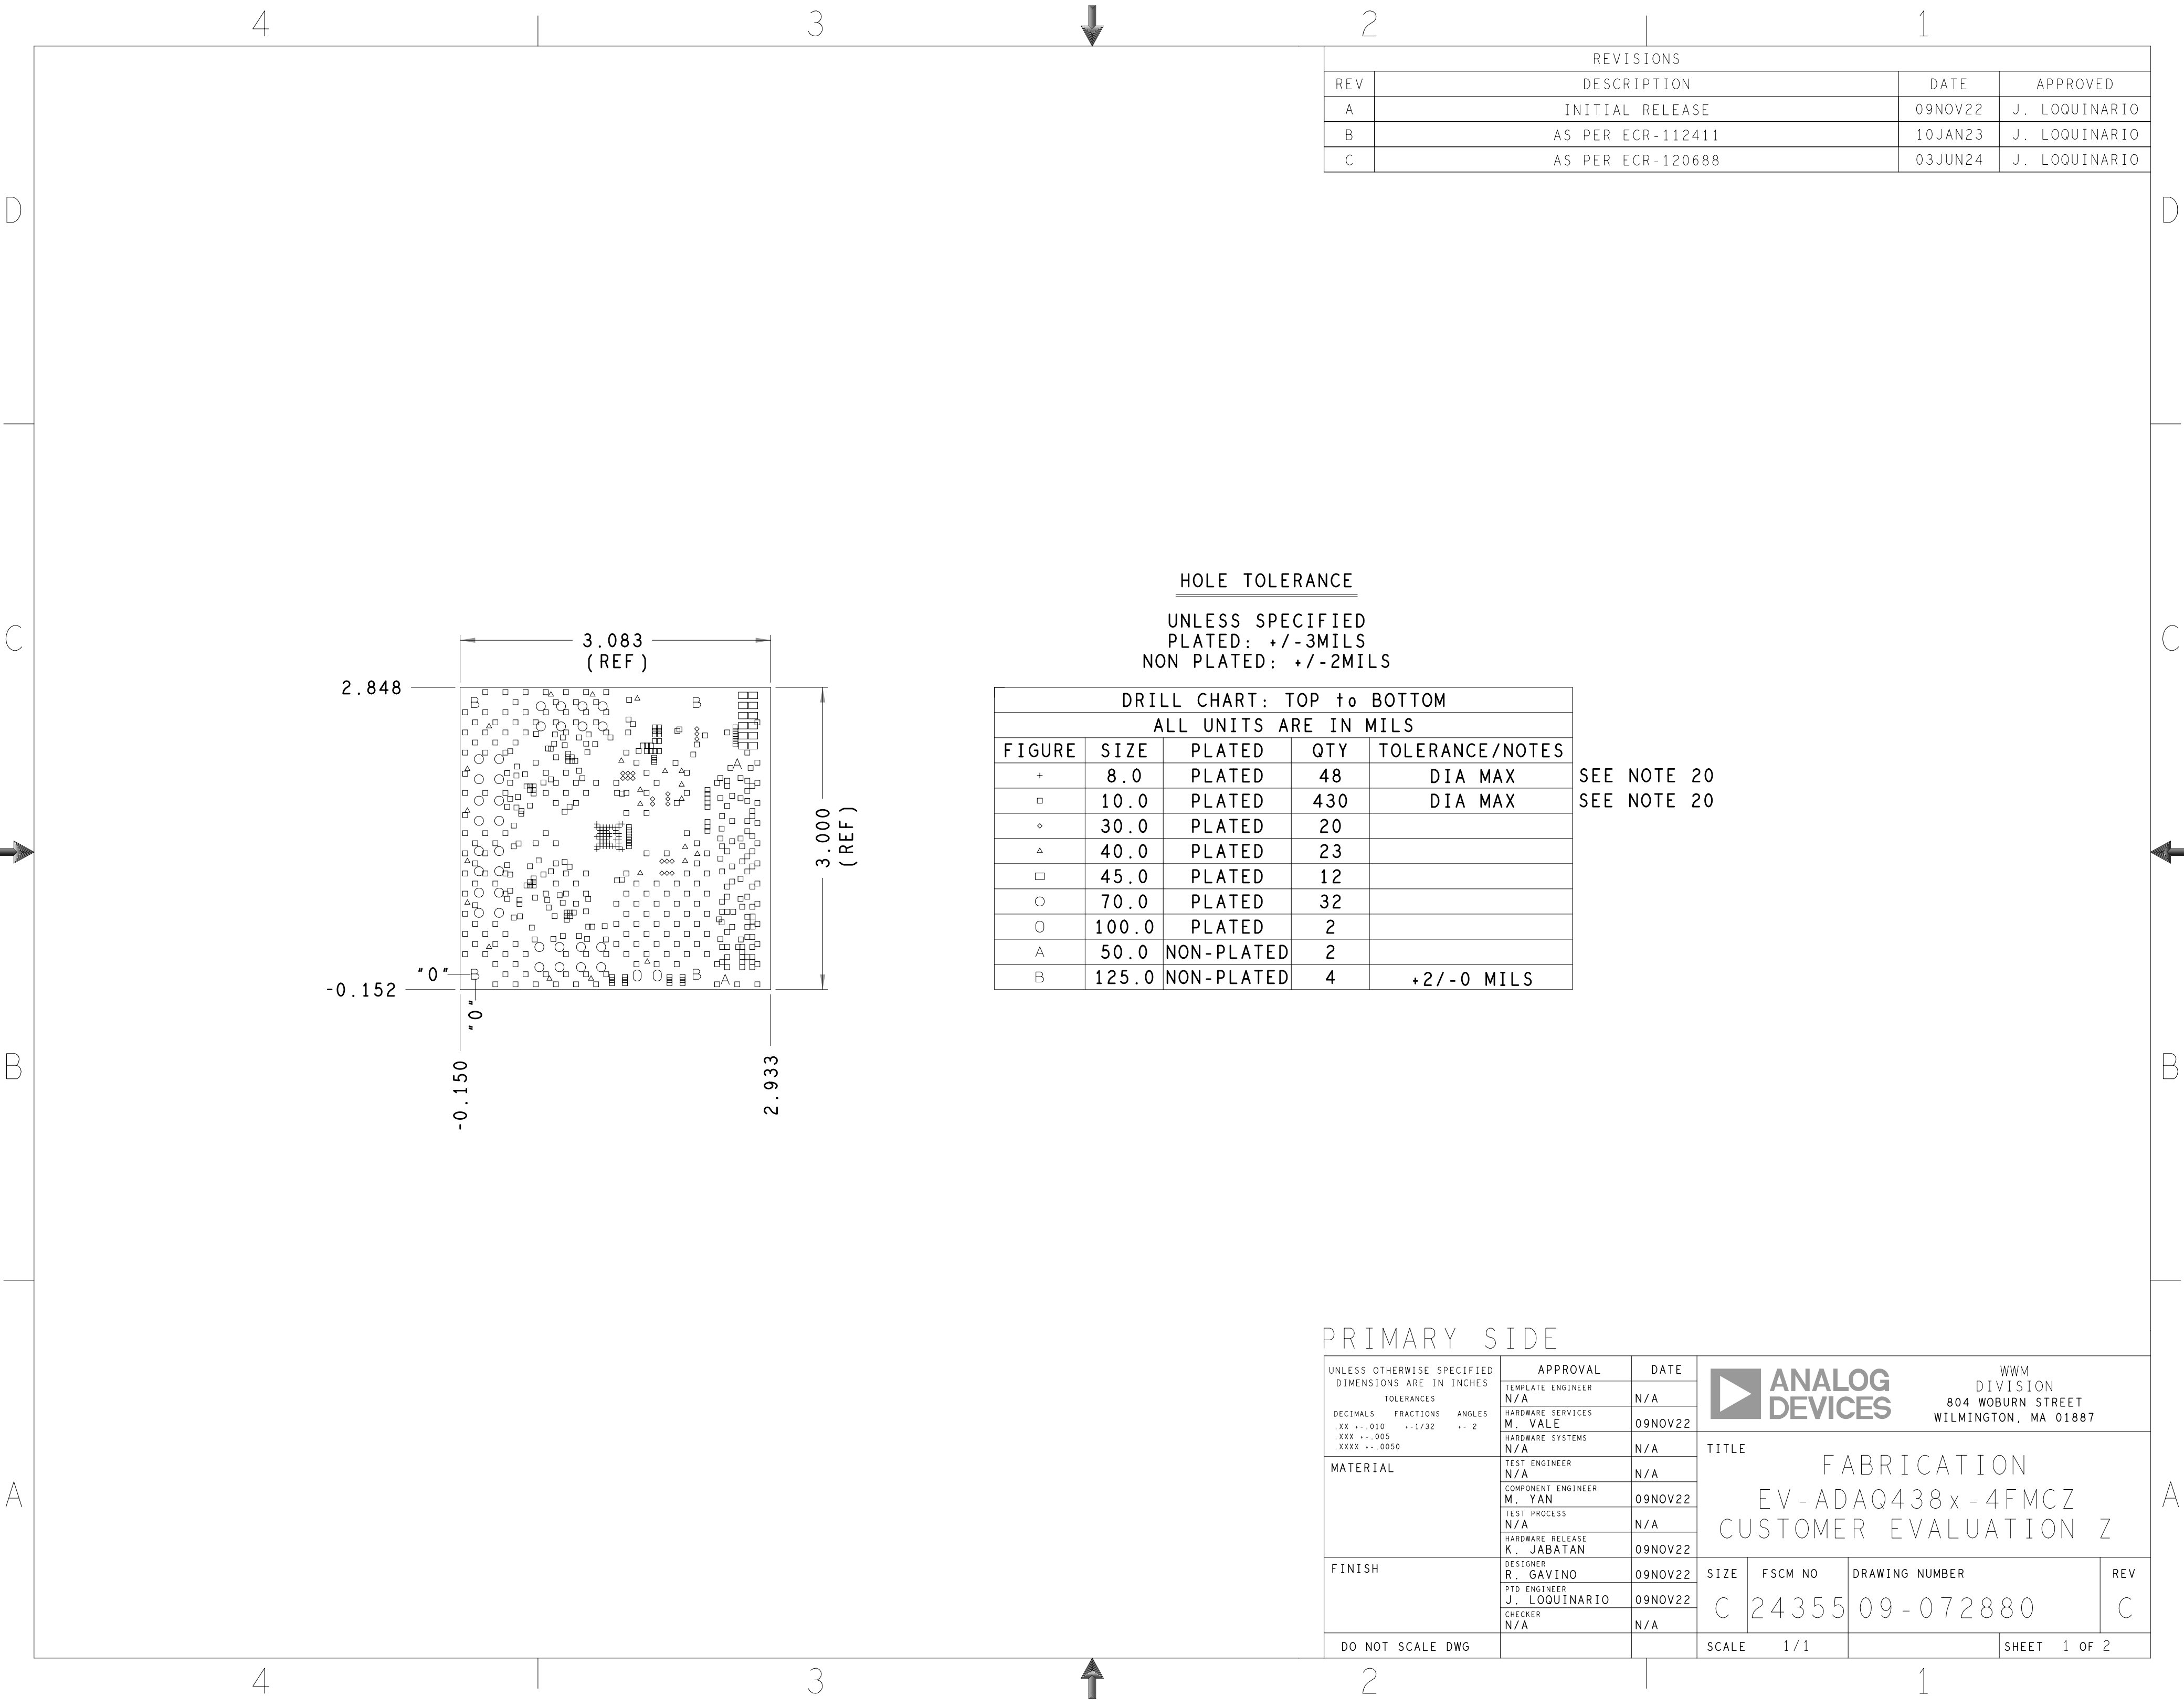 4 3 2 1
REVISIONS
REV DESCRIPTION DATE APPROVED
A INITIAL RELEASE 09NOV22 J. LOQUINARIO
B AS PER ECR-112411 10JAN23 J. LOQUINARIO
C AS PER ECR-120688 03JUN24 J. LOQUINARIO
D D
C C
B B
A A
3.083
(REF)
2.848
3.000
(REF)
B B
A
B B
A
"0"
-0.152
"0"
-0.150
2.933
HOLE TOLERANCE
UNLESS SPECIFIED
PLATED: +/-3MILS
NON PLATED: +/-2MILS
DRILL CHART: TOP to BOTTOM
ALL UNITS ARE IN MILS
FIGURE SIZE PLATED QTY TOLERANCE/NOTES
8.0 PLATED 48 DIA MAX SEE NOTE 20
10.0 PLATED 430 DIA MAX SEE NOTE 20
30.0 PLATED 20
40.0 PLATED 23
45.0 PLATED 12
70.0 PLATED 32
100.0 PLATED 2
A 50.0 NON-PLATED 2
B 125.0 NON-PLATED 4 +2/-0 MILS
PRIMARY SIDE
UNLESS OTHERWISE SPECIFIED
DIMENSIONS ARE IN INCHES
TOLERANCES
DECIMALS FRACTIONS ANGLES
.XX +-.010 +-1/32 +- 2
.XXX +-.005
.XXXX +-.0050
MATERIAL
FINISH
DO NOT SCALE DWG
APPROVAL DATE
TEMPLATE ENGINEER
N/A N/A
HARDWARE SERVICES
M. VALE 09NOV22
HARDWARE SYSTEMS
N/A N/A
TEST ENGINEER
N/A N/A
COMPONENT ENGINEER
M. YAN 09NOV22
TEST PROCESS
N/A N/A
HARDWARE RELEASE
K. JABATAN 09NOV22
DESIGNER
R. GAVINO 09NOV22
PTD ENGINEER
J. LOQUINARIO 09NOV22
CHECKER
N/A N/A
ANALOG
DEVICES
WWM
DIVISION
804 WOBURN STREET
WILMINGTON, MA 01887
TITLE
FABRICATION
EV-ADAQ438x-4FMCZ
CUSTOMER EVALUATION Z
SIZE FSCM NO DRAWING NUMBER REV
C 24355 09-072880 C
SCALE 1/1 SHEET 1 OF 2
4 3 2 1